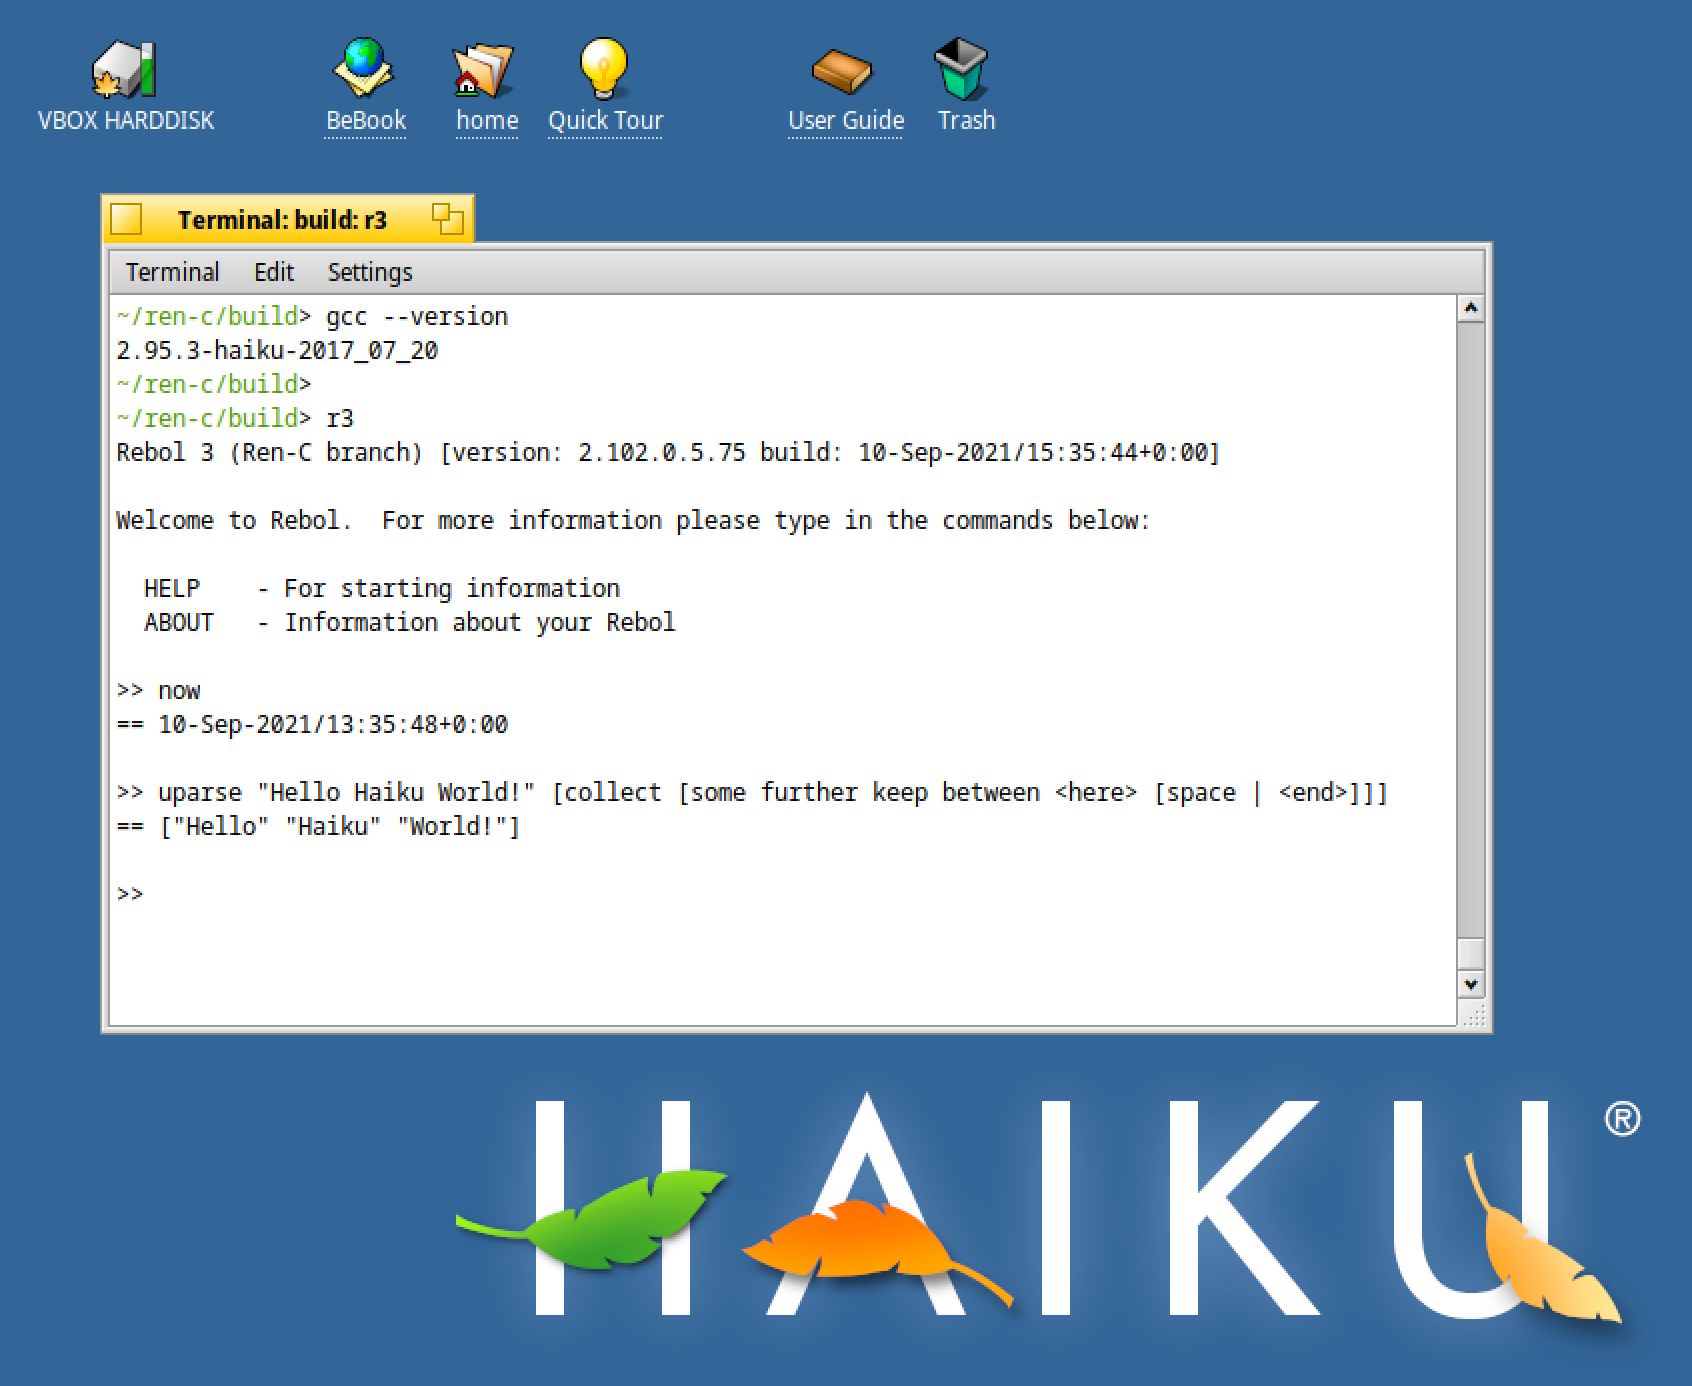 VBOX HARDDISK
BeBook
home
Quick Tour
User Guide
Trash
Terminal: build: r3
Terminal Edit Settings
~/ren-c/build> gcc --version
2.95.3-haiku-2017_07_20
~/ren-c/build>
~/ren-c/build> r3
Rebol 3 (Ren-C branch) [version: 2.102.0.5.75 build: 10-Sep-2021/15:35:44+0:00]
Welcome to Rebol.  For more information please type in the commands below:
  HELP    - For starting information
  ABOUT   - Information about your Rebol
>> now
== 10-Sep-2021/13:35:48+0:00
>> uparse "Hello Haiku World!" [collect [some further keep between <here> [space | <end>]]]
== ["Hello" "Haiku" "World!"]
>>
HAIKU®